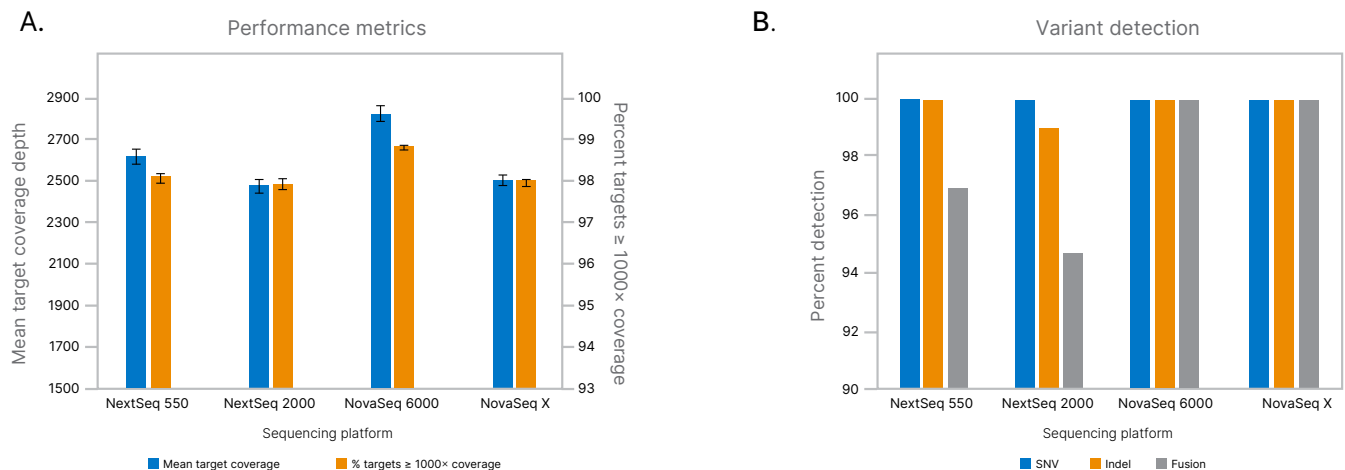 A.
Performance metrics
Mean target coverage depth
2900
2700
2500
2300
2100
1900
1700
1500
100
99
98
97
96
95
94
93
Percent targets ≥ 1000× coverage
NextSeq 550
NextSeq 2000
NovaSeq 6000
NovaSeq X
Sequencing platform
Mean target coverage
% targets ≥ 1000× coverage
B.
Variant detection
Percent detection
100
98
96
94
92
90
NextSeq 550
NextSeq 2000
NovaSeq 6000
NovaSeq X
Sequencing platform
SNV
Indel
Fusion